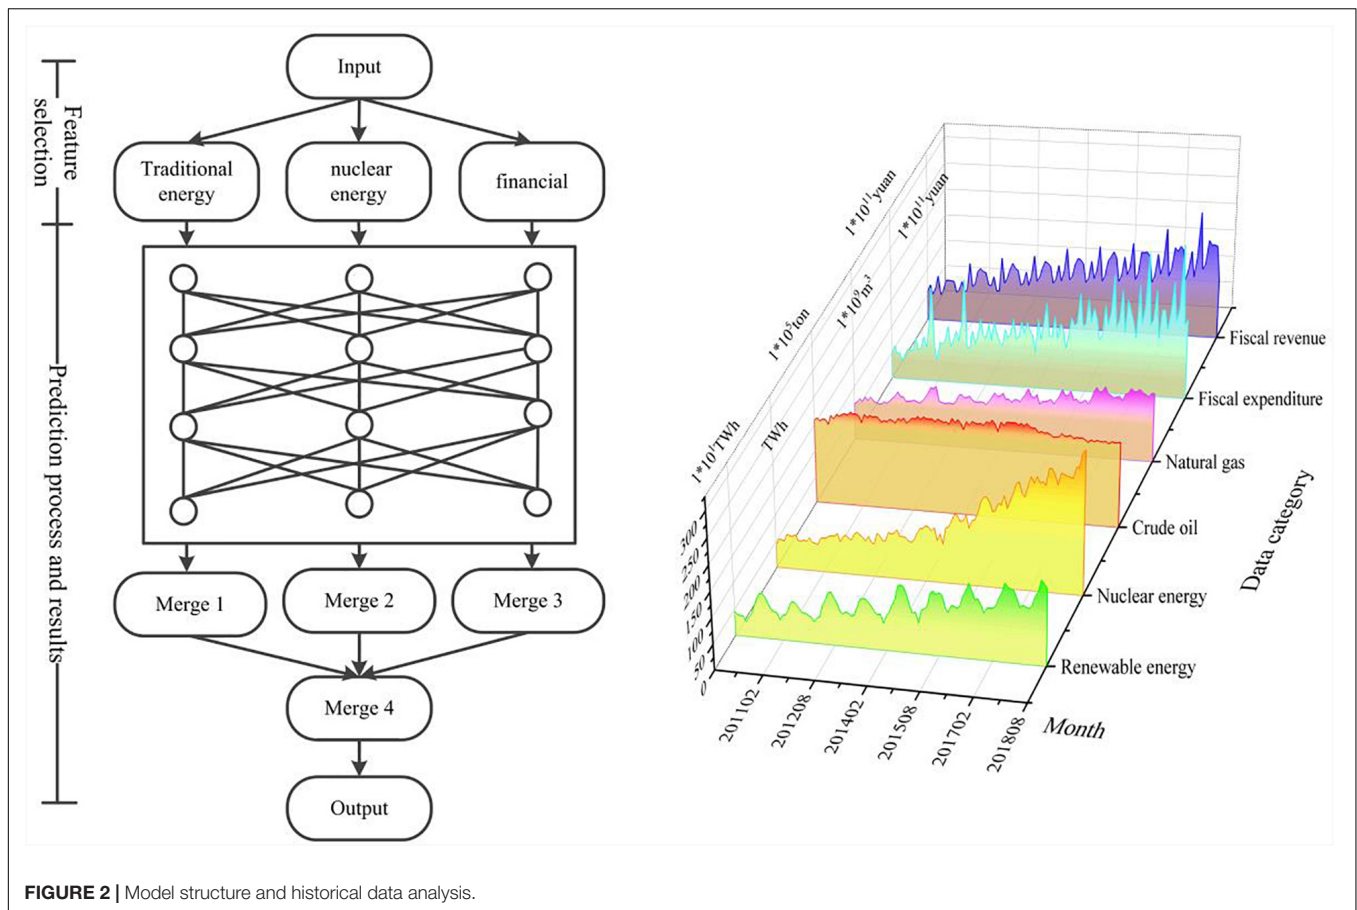 Feature
selection
Prediction process and results
Input
Traditional
energy
nuclear
energy
financial
Merge 1
Merge 2
Merge 3
Merge 4
Output
1*10¹¹yuan
1*10¹¹yuan
1*10⁹m³
1*10⁵ton
TWh
1*10¹TWh
300
250
200
150
100
50
0
201102
201208
201402
201508
201702
201808
Month
Fiscal revenue
Fiscal expenditure
Natural gas
Crude oil
Nuclear energy
Renewable energy
Data category
FIGURE 2 | Model structure and historical data analysis.